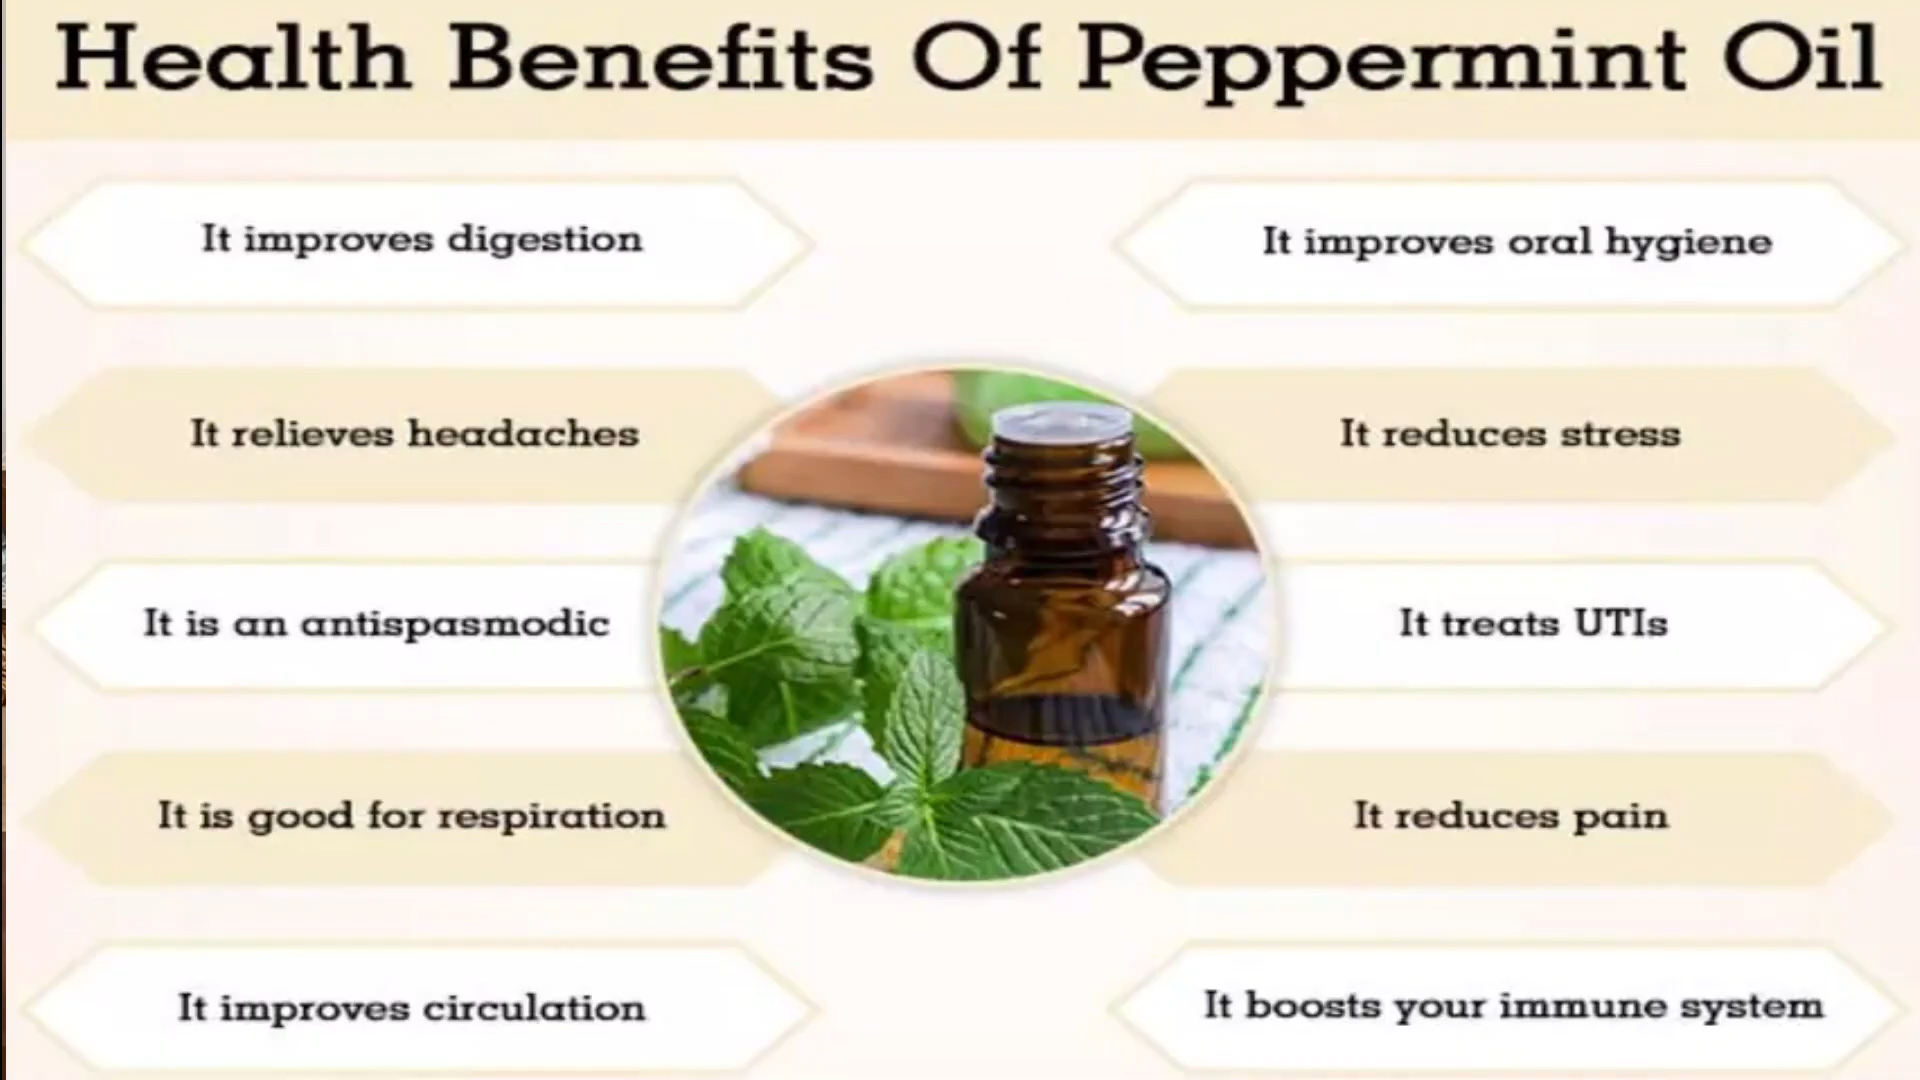 Health Benefits Of Peppermint Oil
It improves digestion
It relieves headaches
It is an antispasmodic
It is good for respiration
It improves circulation
It improves oral hygiene
It reduces stress
It treats UTIs
It reduces pain
It boosts your immune system